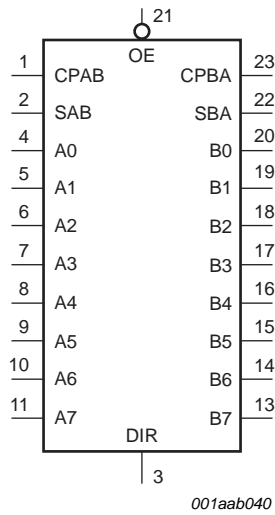 21
OE
1 CPAB CPBA 23
2 SAB SBA 22
4 A0 B0 20
5 A1 B1 19
6 A2 B2 18
7 A3 B3 17
8 A4 B4 16
9 A5 B5 15
10 A6 B6 14
11 A7 B7 13
DIR
3
001aab040